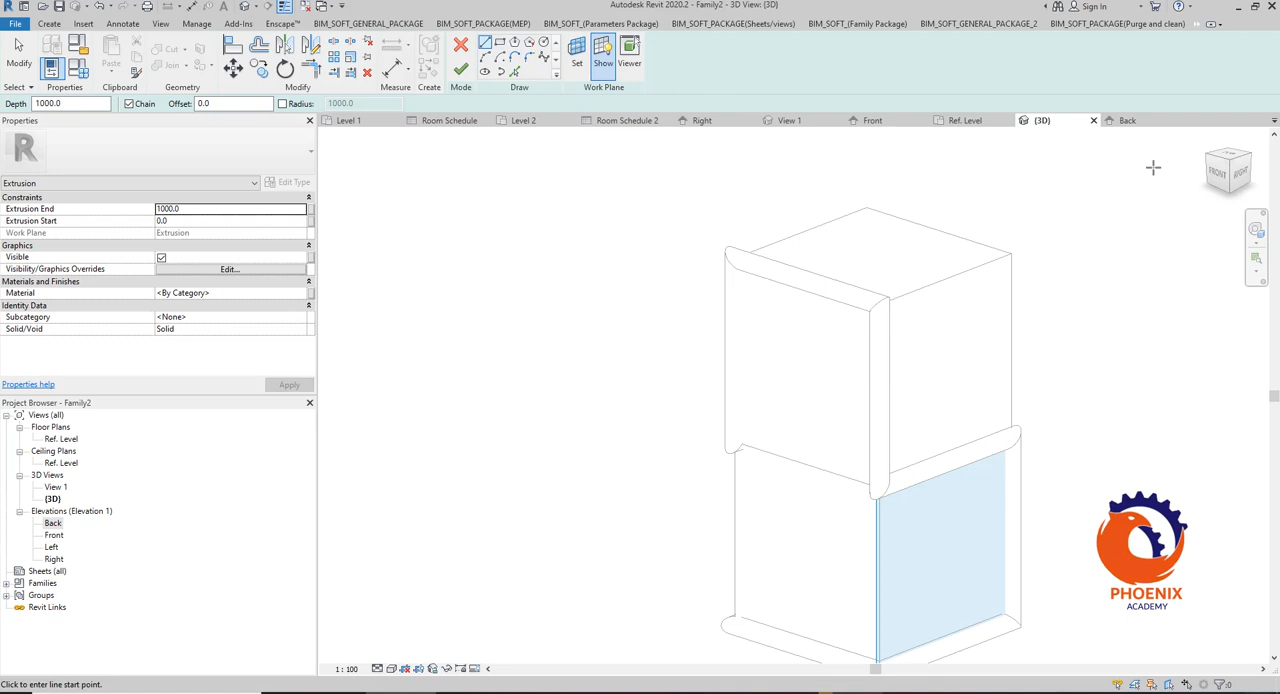 Autodesk Revit 2020.2 - Family2 - 3D View: {3D}
Sign In
File Create Annotate View Manage Add-Ins Enscape™ BIM_SOFT_GENERAL_PACKAGE BIM_SOFT_PACKAGE(MEP) BIM_SOFT_(Parameters Package) BIM_SOFT_PACKAGE(Sheets/views) BIM_SOFT_(Family Package) BIM_SOFT_GENERAL_PACKAGE_2 BIM_SOFT_PACKAGE(Purge and clean)
Modify Paste Cut Join Set Show Viewer
Select Properties Clipboard Geometry Modify Measure Create Mode Draw Work Plane
Depth 1000.0 Chain Offset: 0.0 Radius: 1000.0
Properties
Level 1 Room Schedule Level 2 Room Schedule 2 Right View 1 Front Ref. Level {3D} Back
Extrusion Edit Type
Constraints
Extrusion End 1000.0
Extrusion Start 0.0
Work Plane Extrusion
Graphics
Visible
Visibility/Graphics Overrides Edit...
Materials and Finishes
Material <By Category>
Identity Data
Subcategory <None>
Solid/Void Solid
Properties help Apply
Project Browser - Family2
Views (all)
Floor Plans
Ref. Level
Ceiling Plans
Ref. Level
3D Views
View 1
{3D}
Elevations (Elevation 1)
Back
Front
Left
Right
Sheets (all)
Families
Groups
Revit Links
FRONT RIGHT
PHOENIX
ACADEMY
1 : 100
Click to enter line start point.
:0